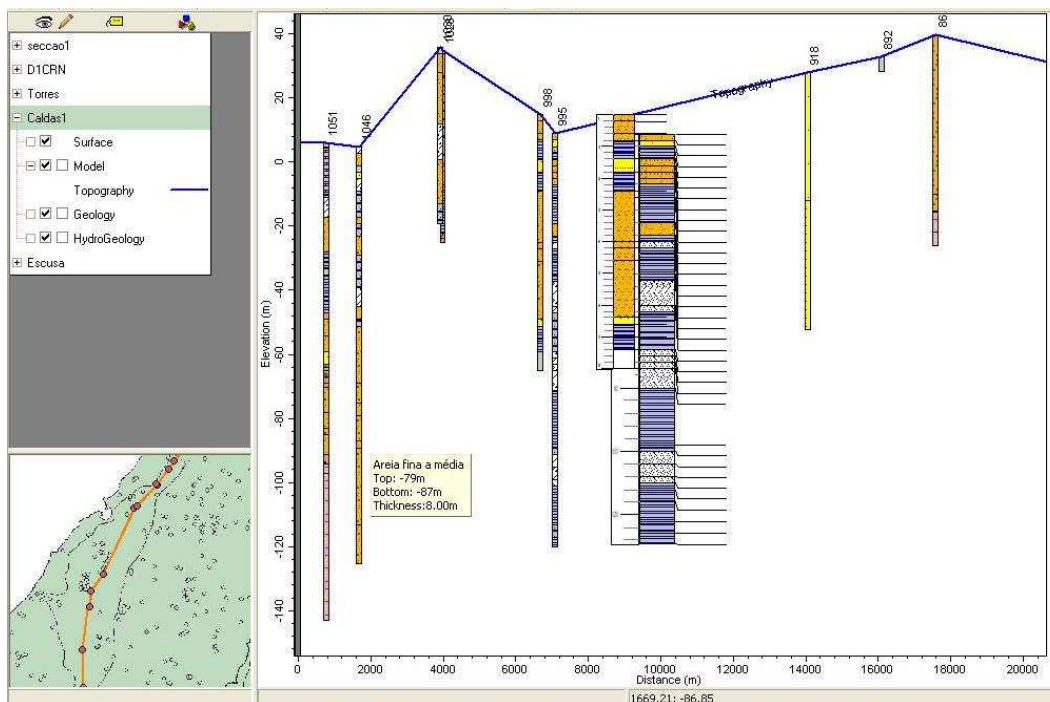 seccao1
D1CRN
Torres
Caldas1
Surface
Model
Topography
Geology
HydroGeology
Escusa
Elevation (m)
40
20
0
-20
-40
-60
-80
-100
-120
-140
1051
1046
998
995
Topography
918
892
86
Areia fina a média
Top: -79m
Bottom: -87m
Thickness:8.00m
0
2000
4000
6000
8000
10000
12000
14000
16000
18000
20000
Distance (m)
1669.21; -86.85